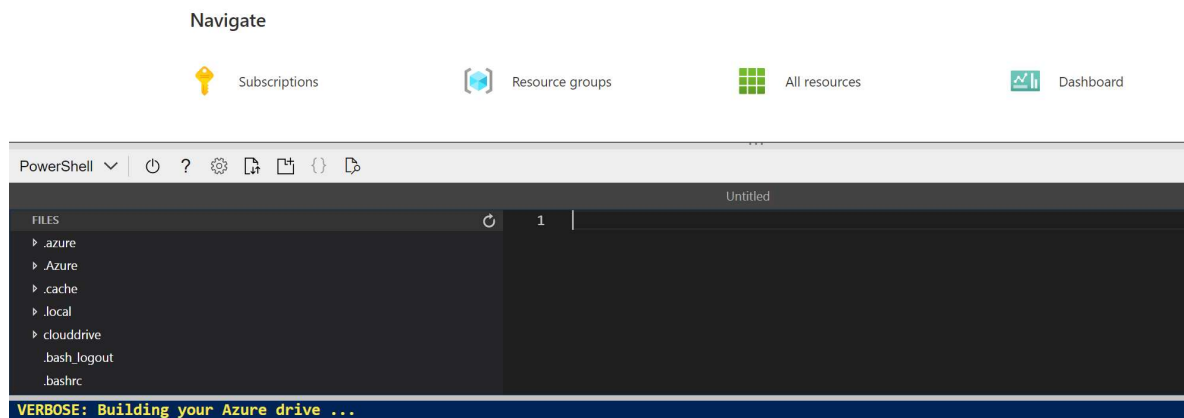 Navigate
Subscriptions
Resource groups
All resources
Dashboard
PowerShell
?
{}
Untitled
FILES
1
.azure
.Azure
.cache
.local
clouddrive
.bash_logout
.bashrc
VERBOSE: Building your Azure drive ...